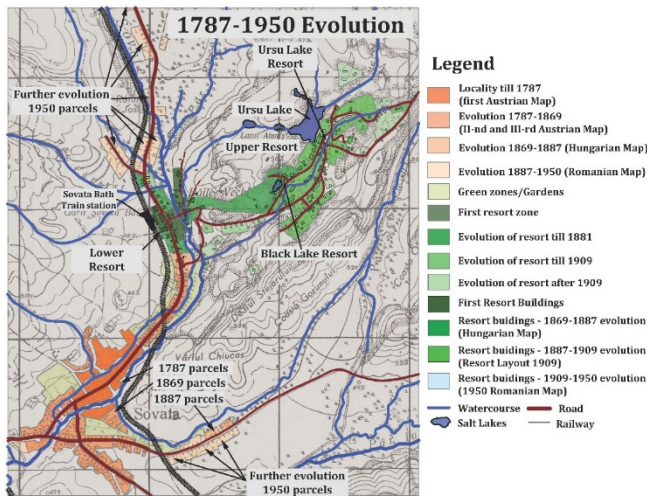 1787-1950 Evolution
Ursu Lake
Resort
Further evolution
1950 parcels
Ursu Lake
Upper Resort
Sovata Bath
Train station
Lower
Resort
Black Lake Resort
Vârful Chiucas
1787 parcels
1869 parcels
1887 parcels
Sovata
Further evolution
1950 parcels
Legend
Locality till 1787
(first Austrian Map)
Evolution 1787-1869
(II-nd and III-rd Austrian Map)
Evolution 1869-1887 (Hungarian Map)
Evolution 1887-1950 (Romanian Map)
Green zones/Gardens
First resort zone
Evolution of resort till 1881
Evolution of resort till 1909
Evolution of resort after 1909
First Resort Buildings
Resort buidings - 1869-1887 evolution
(Hungarian Map)
Resort buidings - 1887-1909 evolution
(Resort Layout 1909)
Resort buidings - 1909-1950 evolution
(1950 Romanian Map)
Watercourse
Road
Salt Lakes
Railway